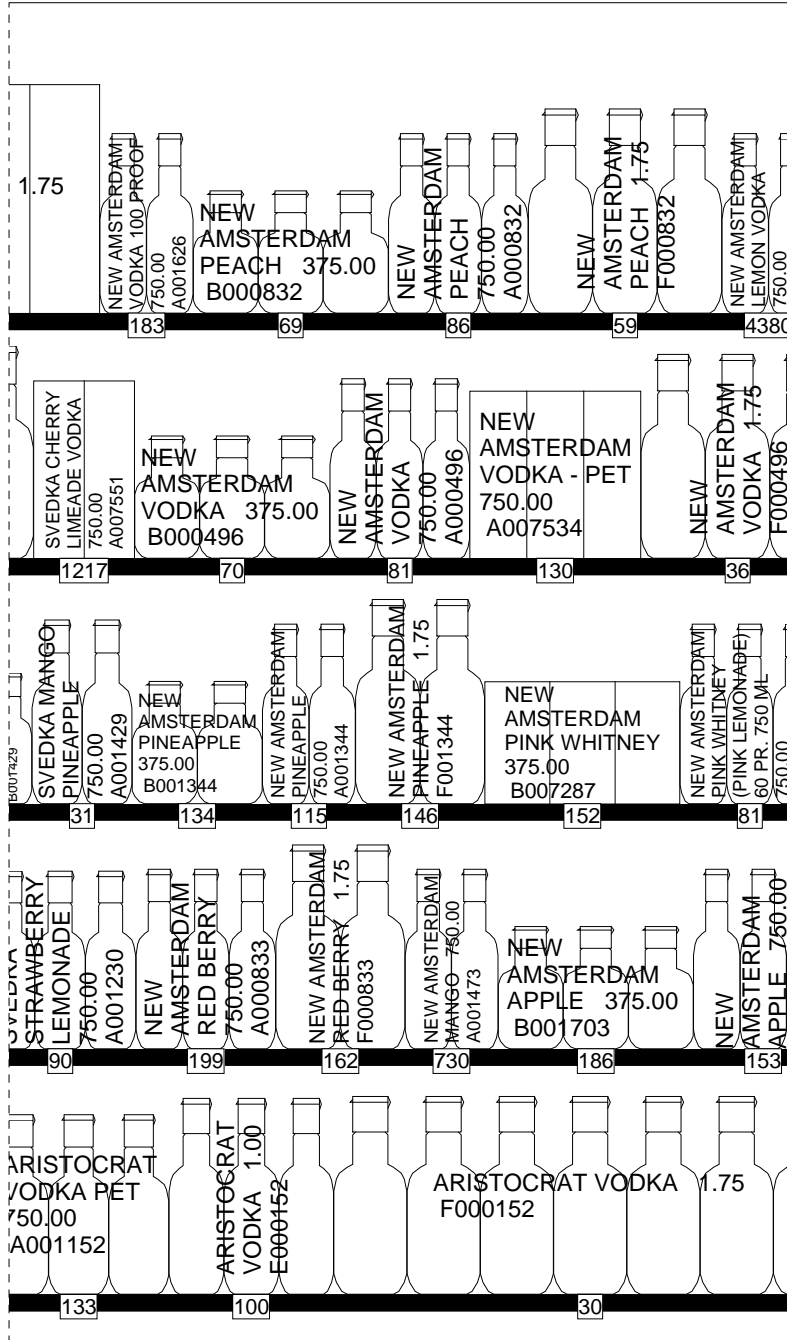 1.75
NEW AMSTERDAM
VODKA 100 PROOF
750.00
A001626
NEW
AMSTERDAM
PEACH 375.00
B000832
NEW
AMSTERDAM
PEACH
750.00
A000832
NEW
AMSTERDAM
PEACH 1.75
F000832
NEW AMSTERDAM
LEMON VODKA
750.00
183
69
86
59
4380
SVEDKA CHERRY
LIMEADE VODKA
750.00
A007551
NEW
AMSTERDAM
VODKA 375.00
B000496
NEW
AMSTERDAM
VODKA
750.00
A000496
NEW
AMSTERDAM
VODKA - PET
750.00
A007534
NEW
AMSTERDAM
VODKA 1.75
F000496
1217
70
81
130
36
B001429
SVEDKA MANGO
PINEAPPLE
750.00
A001429
NEW
AMSTERDAM
PINEAPPLE
375.00
B001344
NEW AMSTERDAM
PINEAPPLE
750.00
A001344
NEW AMSTERDAM
PINEAPPLE 1.75
F001344
NEW
AMSTERDAM
PINK WHITNEY
375.00
B007287
NEW AMSTERDAM
PINK WHITNEY
(PINK LEMONADE)
60 PR. 750 ML
750.00
31
134
115
146
152
81
SVEDKA
STRAWBERRY
LEMONADE
750.00
A001230
NEW
AMSTERDAM
RED BERRY
750.00
A000833
NEW AMSTERDAM
RED BERRY 1.75
F000833
NEW AMSTERDAM
MANGO 750.00
A001473
NEW
AMSTERDAM
APPLE 375.00
B001703
NEW
AMSTERDAM
APPLE 750.00
90
199
162
730
186
153
ARISTOCRAT
VODKA PET
750.00
A001152
ARISTOCRAT
VODKA 1.00
E000152
ARISTOCRAT VODKA 1.75
F000152
133
100
30